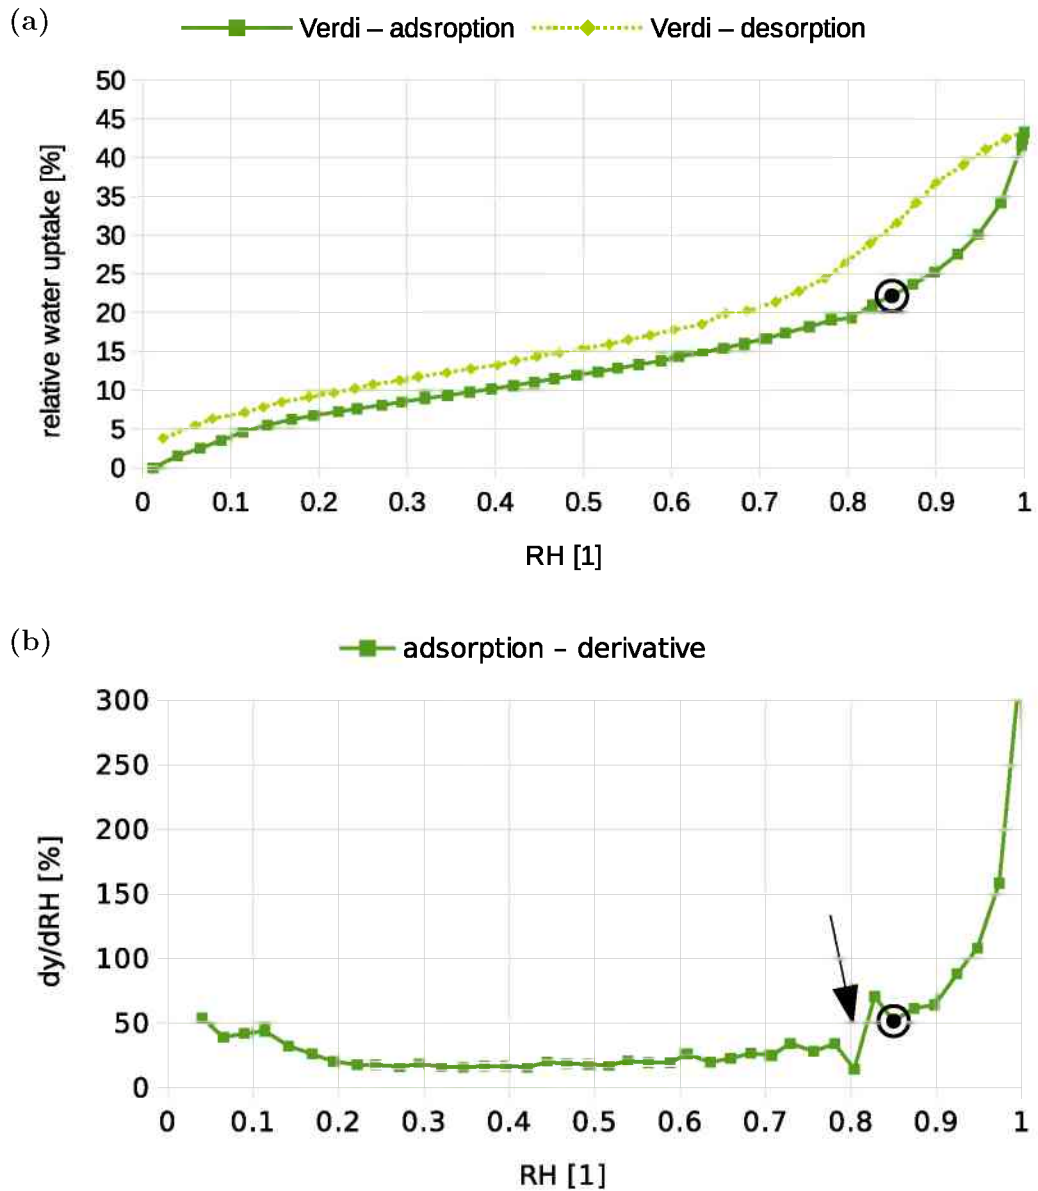 (a)
Verdi – adsroption Verdi – desorption
50
45
40
35
30
25
20
15
10
5
0
relative water uptake [%]
0 0.1 0.2 0.3 0.4 0.5 0.6 0.7 0.8 0.9 1
RH [1]
(b)
adsorption – derivative
300
250
200
150
100
50
0
dy/dRH [%]
0 0.1 0.2 0.3 0.4 0.5 0.6 0.7 0.8 0.9 1
RH [1]